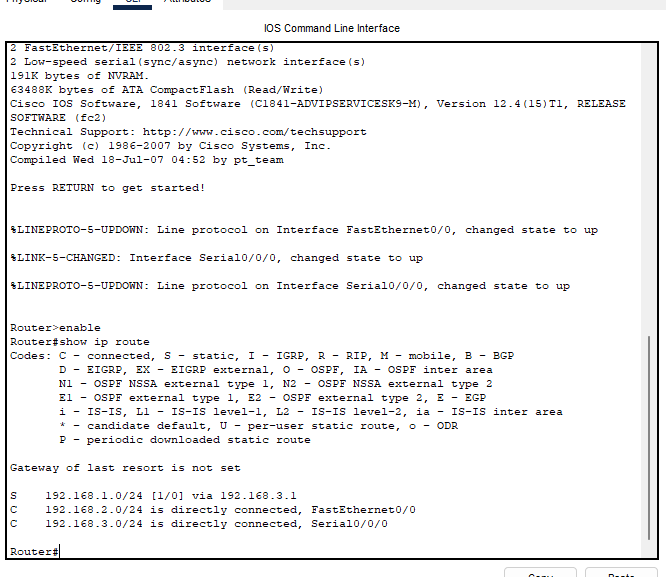 Physical Config CLI Attributes
IOS Command Line Interface
2 FastEthernet/IEEE 802.3 interface(s)
2 Low-speed serial(sync/async) network interface(s)
191K bytes of NVRAM.
63488K bytes of ATA CompactFlash (Read/Write)
Cisco IOS Software, 1841 Software (C1841-ADVIPSERVICESK9-M), Version 12.4(15)T1, RELEASE
SOFTWARE (fc2)
Technical Support: http://www.cisco.com/techsupport
Copyright (c) 1986-2007 by Cisco Systems, Inc.
Compiled Wed 18-Jul-07 04:52 by pt_team
Press RETURN to get started!
%LINEPROTO-5-UPDOWN: Line protocol on Interface FastEthernet0/0, changed state to up
%LINK-5-CHANGED: Interface Serial0/0/0, changed state to up
%LINEPROTO-5-UPDOWN: Line protocol on Interface Serial0/0/0, changed state to up
Router>enable
Router#show ip route
Codes: C - connected, S - static, I - IGRP, R - RIP, M - mobile, B - BGP
D - EIGRP, EX - EIGRP external, O - OSPF, IA - OSPF inter area
N1 - OSPF NSSA external type 1, N2 - OSPF NSSA external type 2
E1 - OSPF external type 1, E2 - OSPF external type 2, E - EGP
i - IS-IS, L1 - IS-IS level-1, L2 - IS-IS level-2, ia - IS-IS inter area
* - candidate default, U - per-user static route, o - ODR
P - periodic downloaded static route
Gateway of last resort is not set
S 192.168.1.0/24 [1/0] via 192.168.3.1
C 192.168.2.0/24 is directly connected, FastEthernet0/0
C 192.168.3.0/24 is directly connected, Serial0/0/0
Router#
Copy Paste